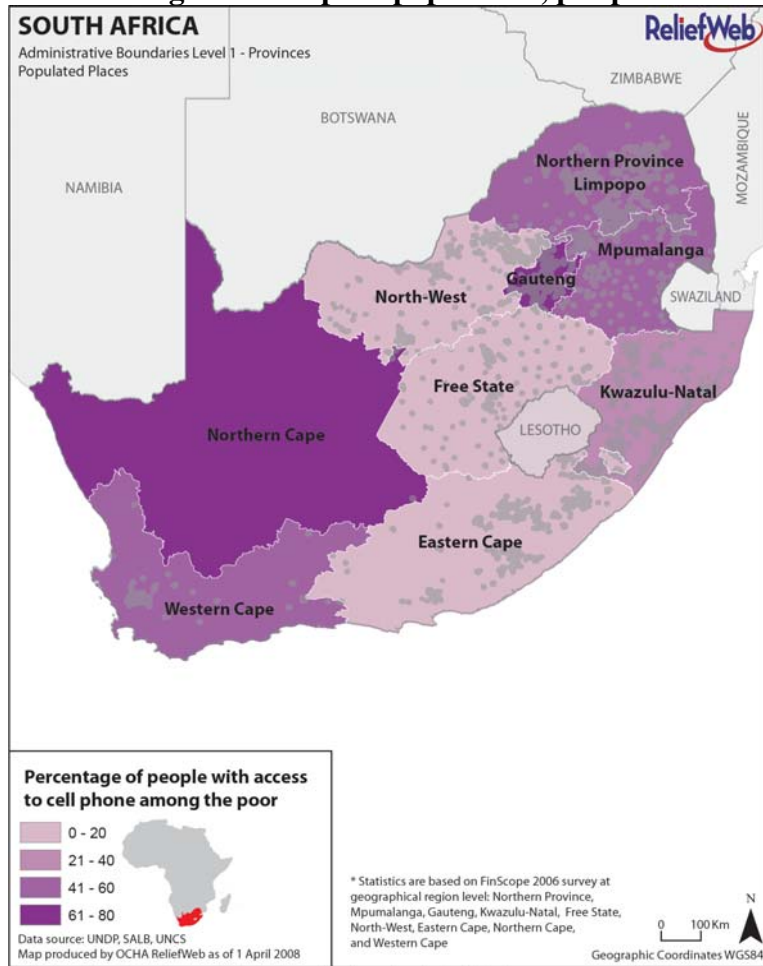 SOUTH AFRICA
Administrative Boundaries Level 1 - Provinces
Populated Places
ReliefWeb
ZIMBABWE
BOTSWANA
MOZAMBIQUE
NAMIBIA
Northern Province
Limpopo
Mpumalanga
Gauteng
North-West
SWAZILAND
Free State
Kwazulu-Natal
LESOTHO
Northern Cape
Eastern Cape
Western Cape
Percentage of people with access
to cell phone among the poor
0 - 20
21 - 40
41 - 60
61 - 80
Data source: UNDP, SALB, UNCS
Map produced by OCHA ReliefWeb as of 1 April 2008
* Statistics are based on FinScope 2006 survey at
geographical region level: Northern Province,
Mpumalanga, Gauteng, Kwazulu-Natal, Free State,
North-West, Eastern Cape, Northern Cape,
and Western Cape
N
0 100 Km
Geographic Coordinates WGS84